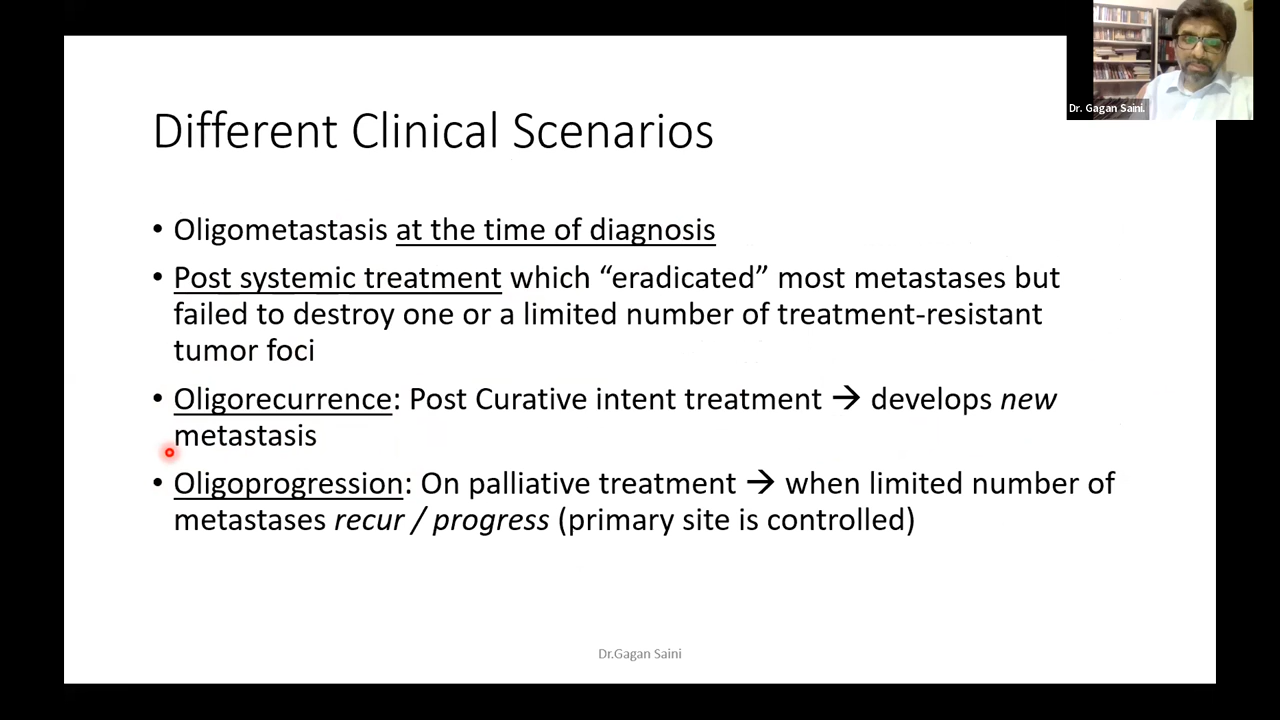 Dr. Gagan Saini.
Different Clinical Scenarios
• Oligometastasis at the time of diagnosis
• Post systemic treatment which “eradicated” most metastases but
failed to destroy one or a limited number of treatment-resistant
tumor foci
• Oligorecurrence: Post Curative intent treatment → develops new
metastasis
• Oligoprogression: On palliative treatment → when limited number of
metastases recur / progress (primary site is controlled)
Dr.Gagan Saini